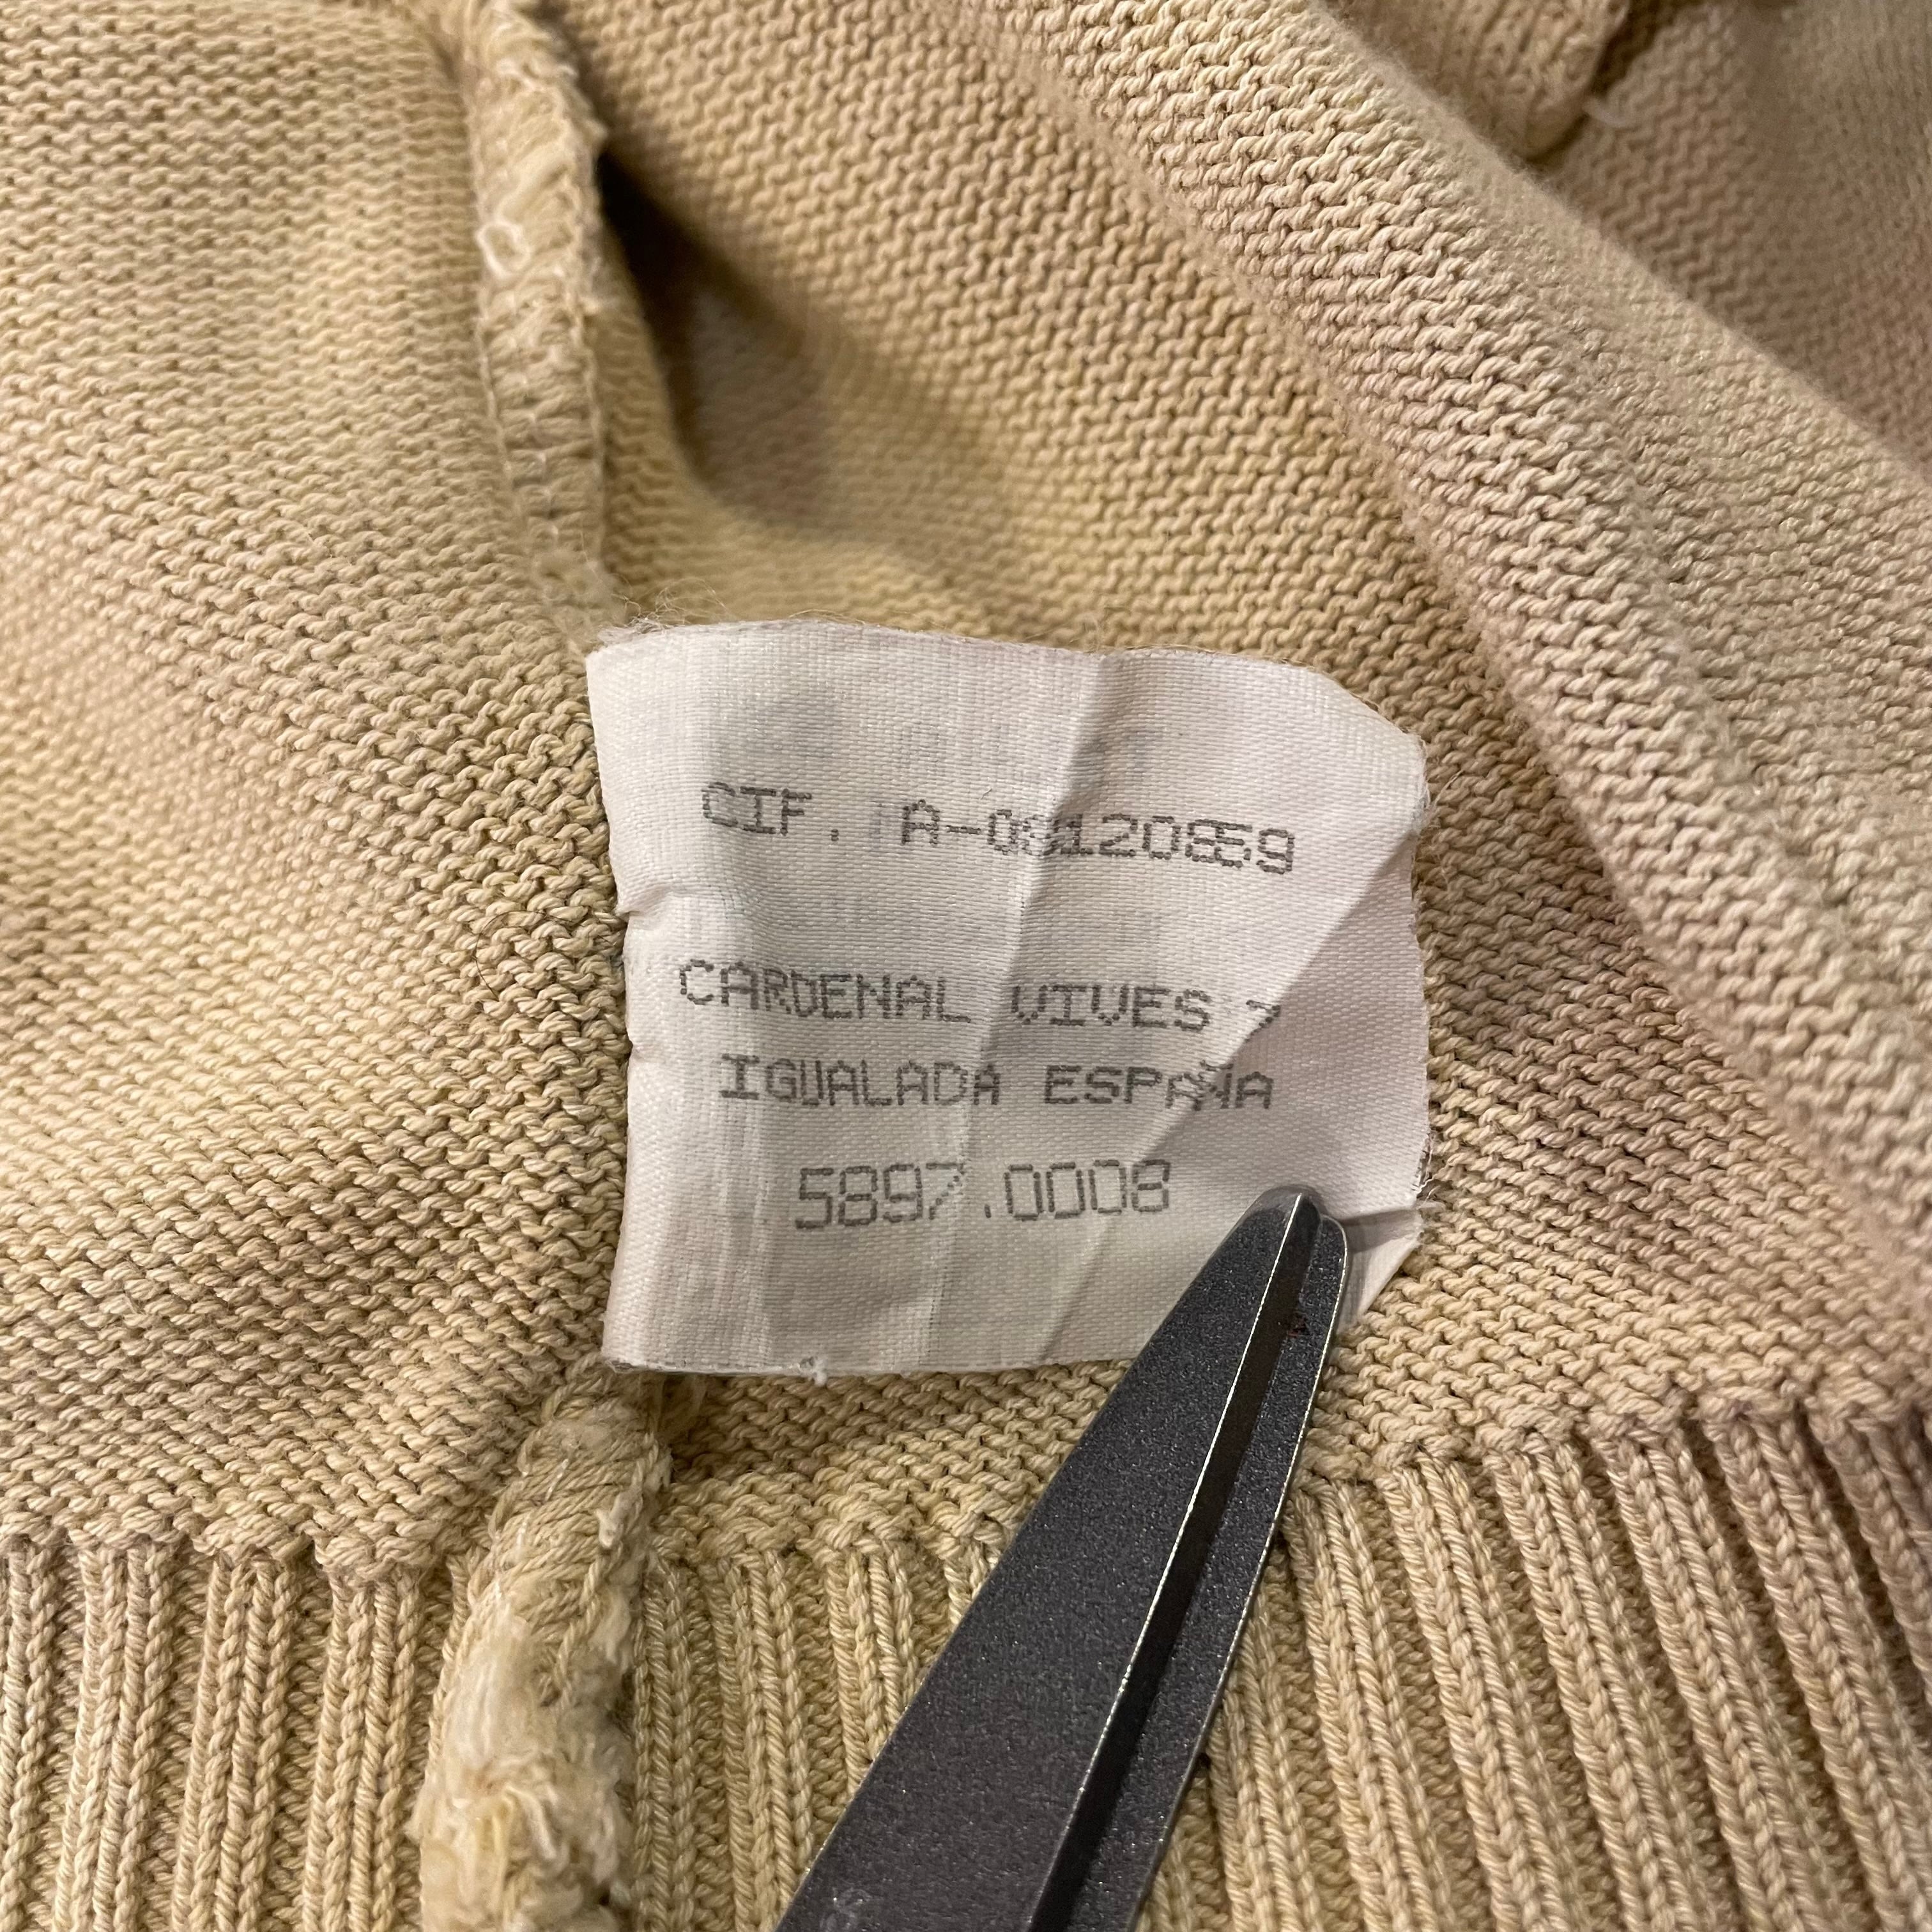 CIF. A-08120859
CARDENAL VIVES 7
IGUALADA ESPAÑA
5897.0008